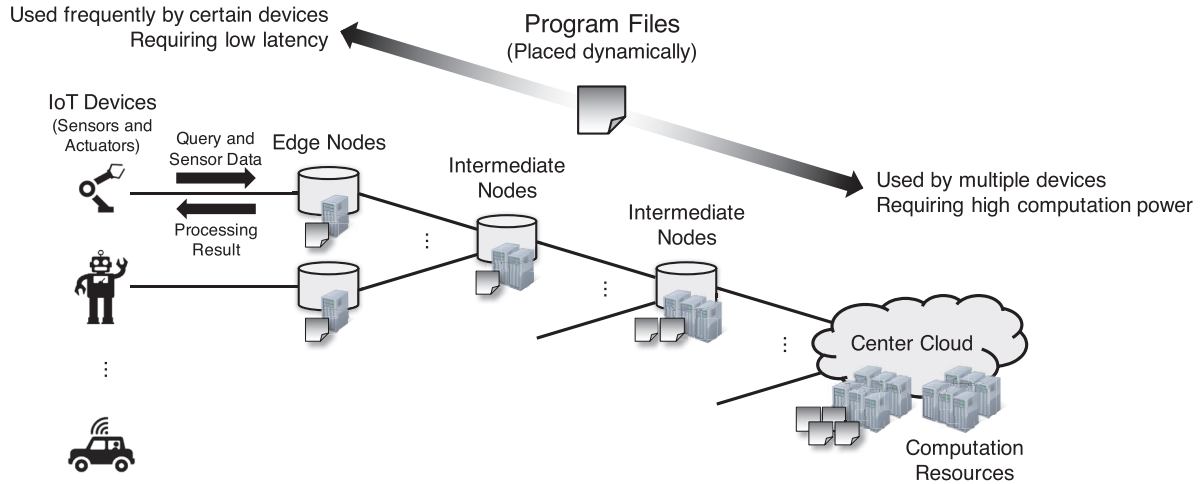 Used frequently by certain devices
Requiring low latency
Program Files
(Placed dynamically)
IoT Devices
(Sensors and
Actuators)
Query and
Sensor Data
Edge Nodes
Intermediate
Nodes
Used by multiple devices
Requiring high computation power
Processing
Result
Intermediate
Nodes
Center Cloud
Computation
Resources